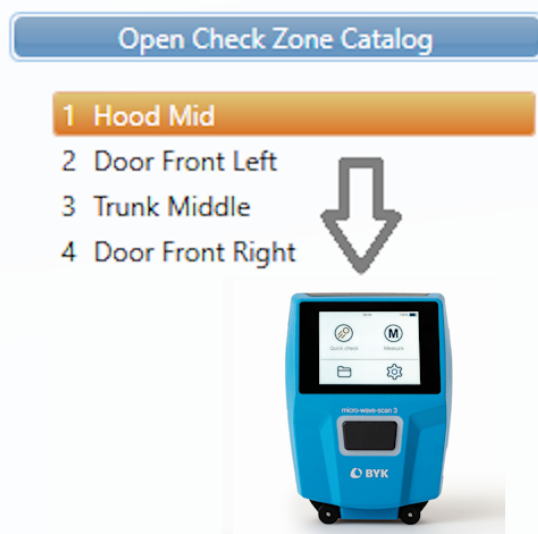 Open Check Zone Catalog
1 Hood Mid
2 Door Front Left
3 Trunk Middle
4 Door Front Right
Quick check
M
Measure
micro-wave-scan 3
BYK